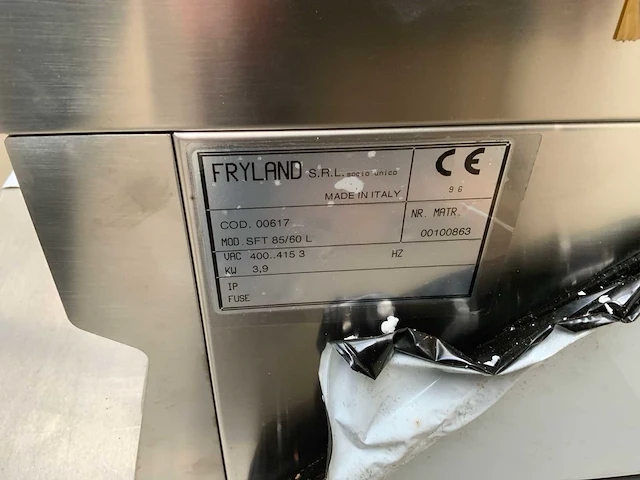 FRYLAND S.R.L. socio unico
MADE IN ITALY
CE
96
COD. 00617
MOD SFT 85/60 L
NR. MATR.
00100863
VAC 400..415 3 HZ
KW 3,9
IP
FUSE